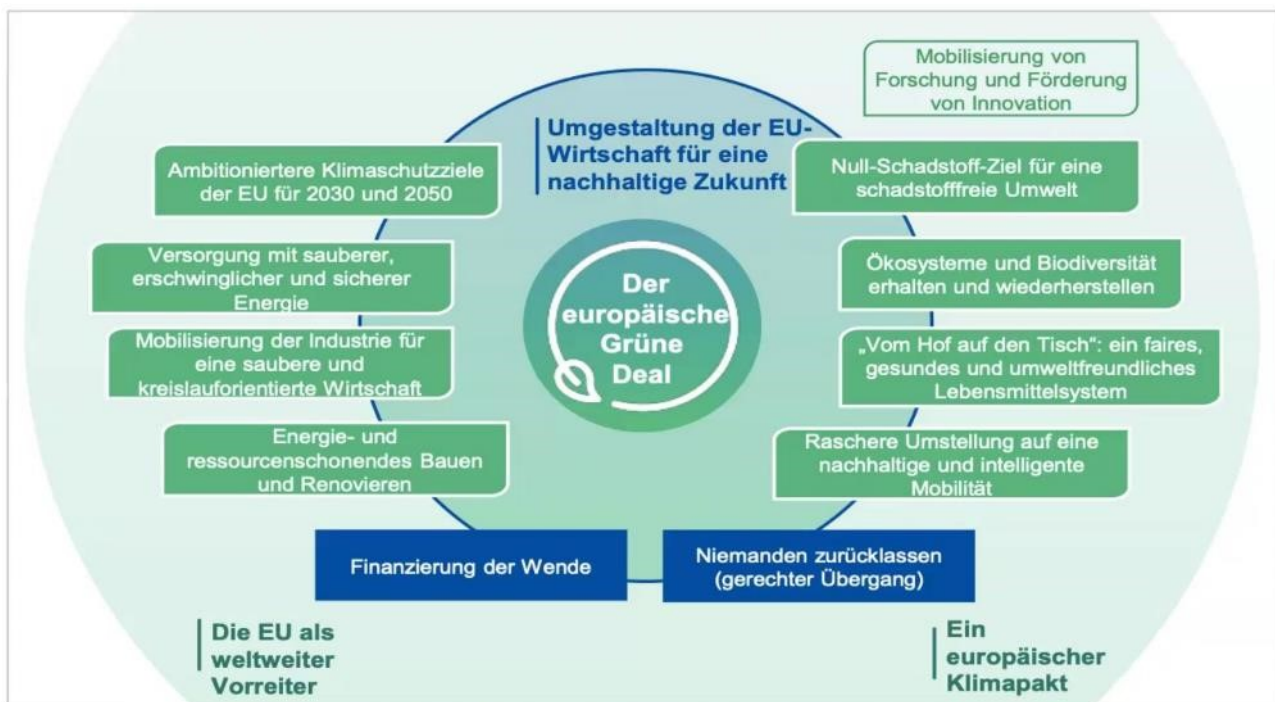 Mobilisierung von
Forschung und Förderung
von Innovation
Umgestaltung der EU-
Wirtschaft für eine
nachhaltige Zukunft
Ambitioniertere Klimaschutzziele
der EU für 2030 und 2050
Null-Schadstoff-Ziel für eine
schadstofffreie Umwelt
Versorgung mit sauberer,
erschwinglicher und sicherer
Energie
Ökosysteme und Biodiversität
erhalten und wiederherstellen
Der
europäische
Grüne
Deal
Mobilisierung der Industrie für
eine saubere und
kreislauforientierte Wirtschaft
„Vom Hof auf den Tisch“: ein faires,
gesundes und umweltfreundliches
Lebensmittelsystem
Energie- und
ressourcenschonendes Bauen
und Renovieren
Raschere Umstellung auf eine
nachhaltige und intelligente
Mobilität
Finanzierung der Wende
Niemanden zurücklassen
(gerechter Übergang)
Die EU als
weltweiter
Vorreiter
Ein
europäischer
Klimapakt